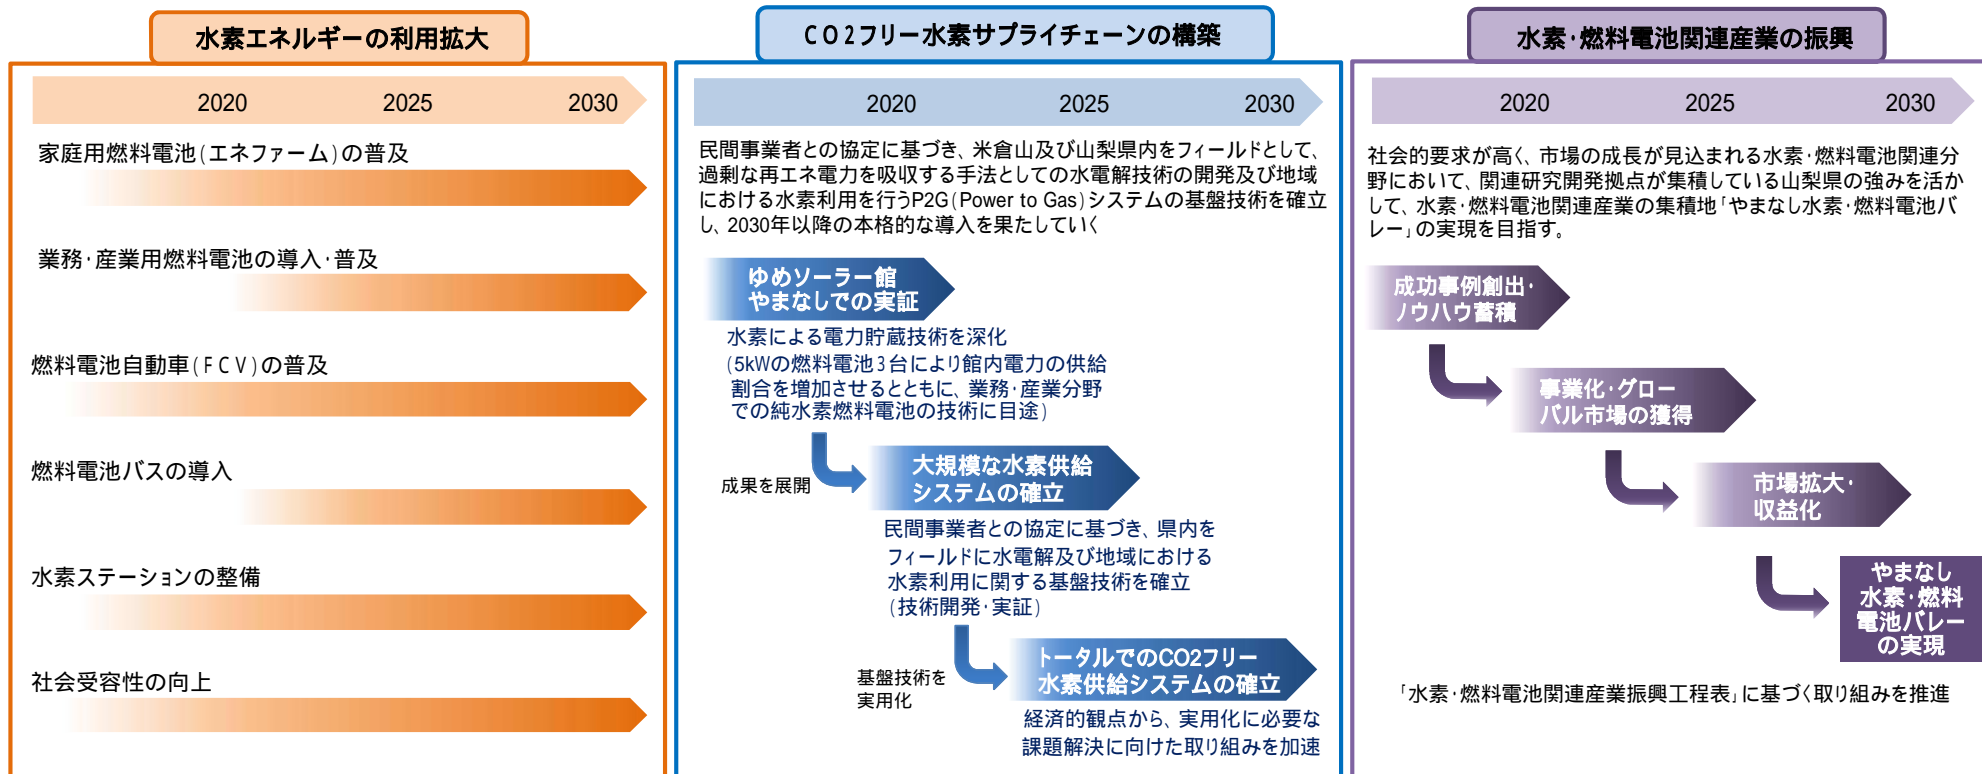 水素エネルギーの利用拡大
2020 2025 2030
家庭用燃料電池(エネファーム)の普及
業務・産業用燃料電池の導入・普及
燃料電池自動車(FCV)の普及
燃料電池バスの導入
水素ステーションの整備
社会受容性の向上
CO2フリー水素サプライチェーンの構築
2020 2025 2030
民間事業者との協定に基づき、米倉山及び山梨県内をフィールドとして、
過剰な再エネ電力を吸収する手法としての水電解技術の開発及び地域
における水素利用を行うP2G(Power to Gas)システムの基盤技術を確立
し、2030年以降の本格的な導入を果たしていく
ゆめソーラー館
やまなしでの実証
水素による電力貯蔵技術を深化
(5kWの燃料電池3台により館内電力の供給
割合を増加させるとともに、業務・産業分野
での純水素燃料電池の技術に目途)
成果を展開
大規模な水素供給
システムの確立
民間事業者との協定に基づき、県内を
フィールドに水電解及び地域における
水素利用に関する基盤技術を確立
(技術開発・実証)
基盤技術を
実用化
トータルでのCO2フリー
水素供給システムの確立
経済的観点から、実用化に必要な
課題解決に向けた取り組みを加速
水素・燃料電池関連産業の振興
2020 2025 2030
社会的要求が高く、市場の成長が見込まれる水素・燃料電池関連分
野において、関連研究開発拠点が集積している山梨県の強みを活か
して、水素・燃料電池関連産業の集積地「やまなし水素・燃料電池バ
レー」の実現を目指す。
成功事例創出・
ノウハウ蓄積
事業化・グロー
バル市場の獲得
市場拡大・
収益化
やまなし
水素・燃料
電池バレー
の実現
「水素・燃料電池関連産業振興工程表」に基づく取り組みを推進